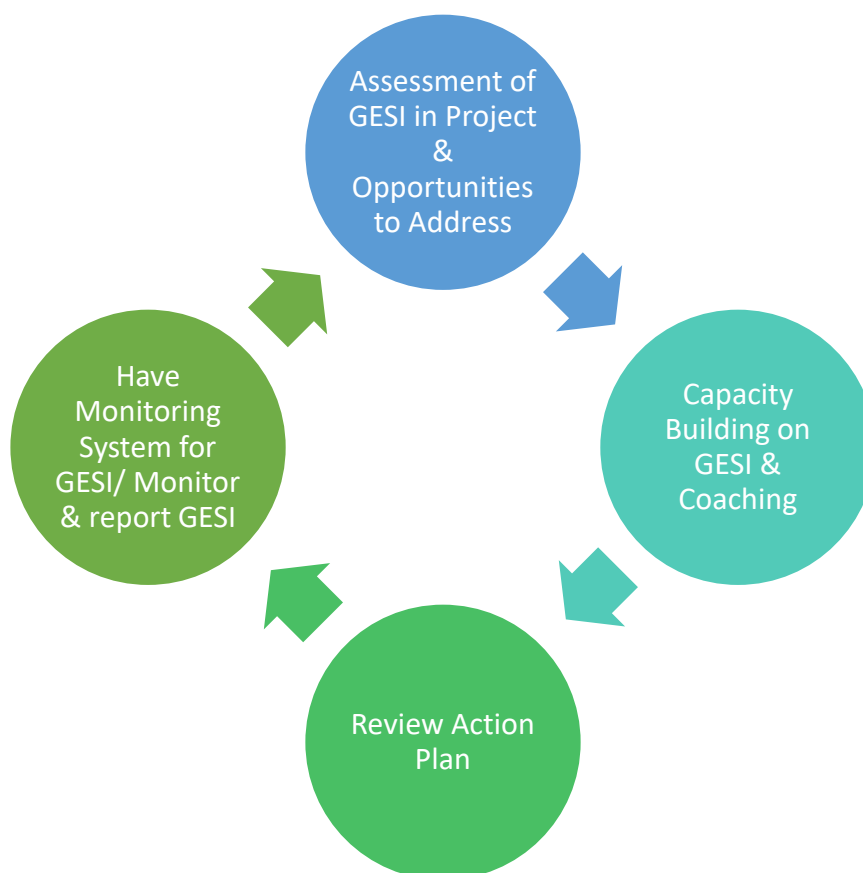 Assessment of
GESI in Project
&
Opportunities
to Address
Capacity
Building on
GESI &
Coaching
Review Action
Plan
Have
Monitoring
System for
GESI/ Monitor
& report GESI